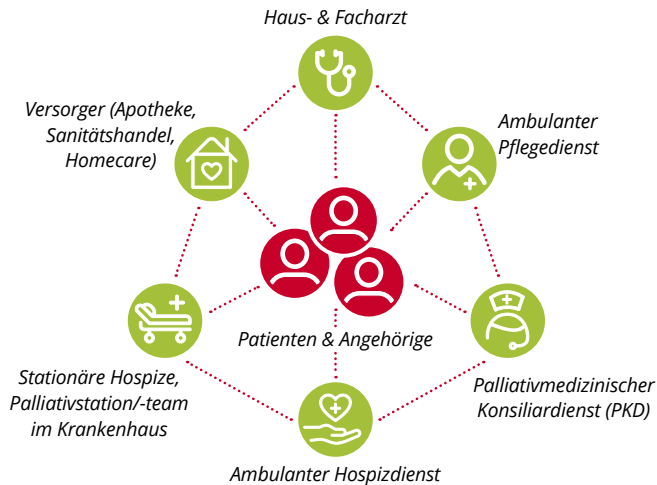 Haus- & Facharzt
Versorger (Apotheke,
Sanitätshandel,
Homecare)
Ambulanter
Pflegedienst
Patienten & Angehörige
Stationäre Hospize,
Palliativstation/-team
im Krankenhaus
Palliativmedizinischer
Konsiliardienst (PKD)
Ambulanter Hospizdienst